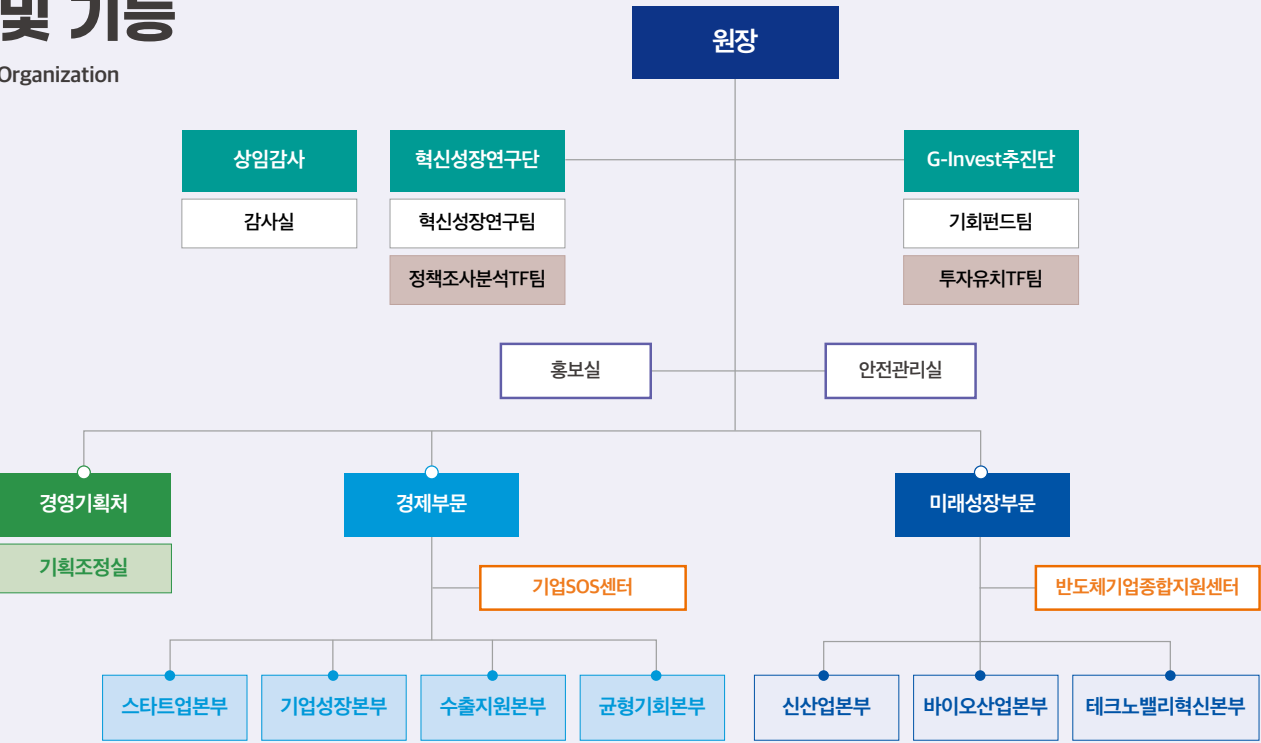 및 기능
Organization
원장
상임감사
혁신성장연구단
G-Invest추진단
감사실
혁신성장연구팀
기회펀드팀
정책조사분석TF팀
투자유치TF팀
홍보실
안전관리실
경영기획처
경제부문
미래성장부문
기획조정실
기업SOS센터
반도체기업종합지원센터
스타트업본부
기업성장본부
수출지원본부
균형기회본부
신산업본부
바이오산업본부
테크노밸리혁신본부